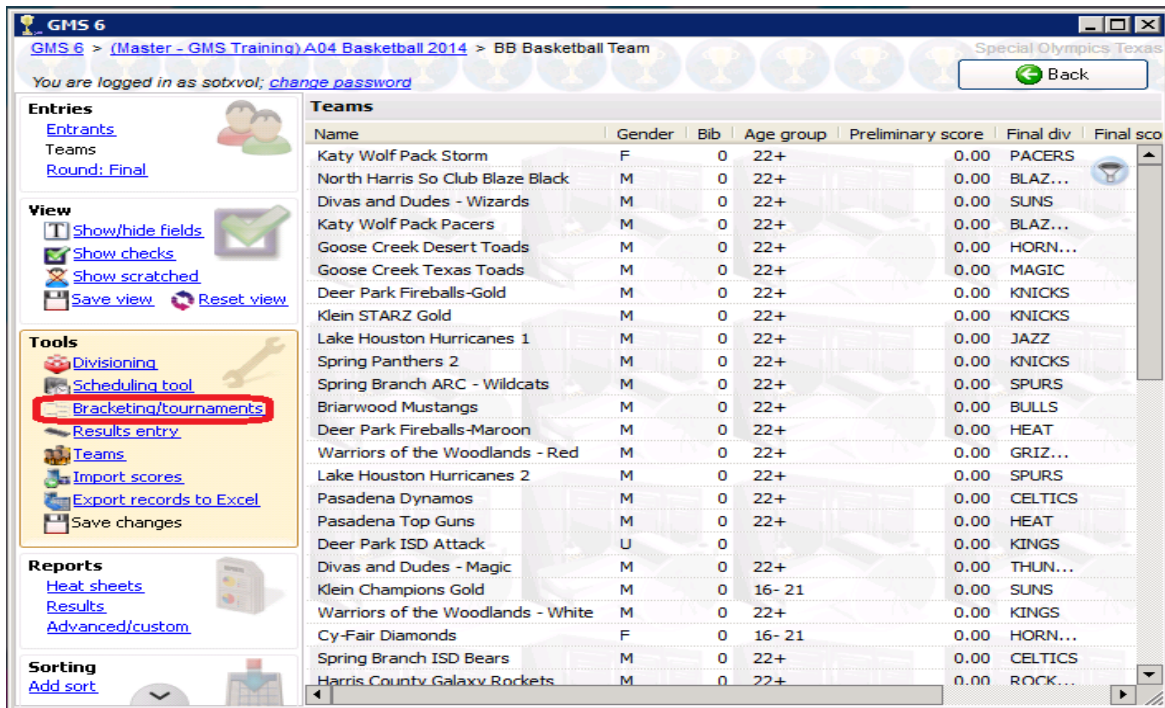 GMS 6
GMS 6 > (Master - GMS Training) A04 Basketball 2014 > BB Basketball Team
Special Olympics Texas
You are logged in as sotxvol; change password
Back
Entries
Entrants
Teams
Round: Final
View
Show/hide fields
Show checks
Show scratched
Save view Reset view
Tools
Divisioning
Scheduling tool
Bracketing/tournaments
Results entry
Teams
Import scores
Export records to Excel
Save changes
Reports
Heat sheets
Results
Advanced/custom
Sorting
Add sort
Teams
Name Gender Bib Age group Preliminary score Final div Final sco
Katy Wolf Pack Storm F 0 22+ 0.00 PACERS
North Harris So Club Blaze Black M 0 22+ 0.00 BLAZ...
Divas and Dudes - Wizards M 0 22+ 0.00 SUNS
Katy Wolf Pack Pacers M 0 22+ 0.00 BLAZ...
Goose Creek Desert Toads M 0 22+ 0.00 HORN...
Goose Creek Texas Toads M 0 22+ 0.00 MAGIC
Deer Park Fireballs-Gold M 0 22+ 0.00 KNICKS
Klein STARZ Gold M 0 22+ 0.00 KNICKS
Lake Houston Hurricanes 1 M 0 22+ 0.00 JAZZ
Spring Panthers 2 M 0 22+ 0.00 KNICKS
Spring Branch ARC - Wildcats M 0 22+ 0.00 SPURS
Briarwood Mustangs M 0 22+ 0.00 BULLS
Deer Park Fireballs-Maroon M 0 22+ 0.00 HEAT
Warriors of the Woodlands - Red M 0 22+ 0.00 GRIZ...
Lake Houston Hurricanes 2 M 0 22+ 0.00 SPURS
Pasadena Dynamos M 0 22+ 0.00 CELTICS
Pasadena Top Guns M 0 22+ 0.00 HEAT
Deer Park ISD Attack U 0 0.00 KINGS
Divas and Dudes - Magic M 0 22+ 0.00 THUN...
Klein Champions Gold M 0 16- 21 0.00 SUNS
Warriors of the Woodlands - White M 0 22+ 0.00 KINGS
Cy-Fair Diamonds F 0 16- 21 0.00 HORN...
Spring Branch ISD Bears M 0 22+ 0.00 CELTICS
Harris County Galaxy Rockets M 0 22+ 0.00 ROCK...